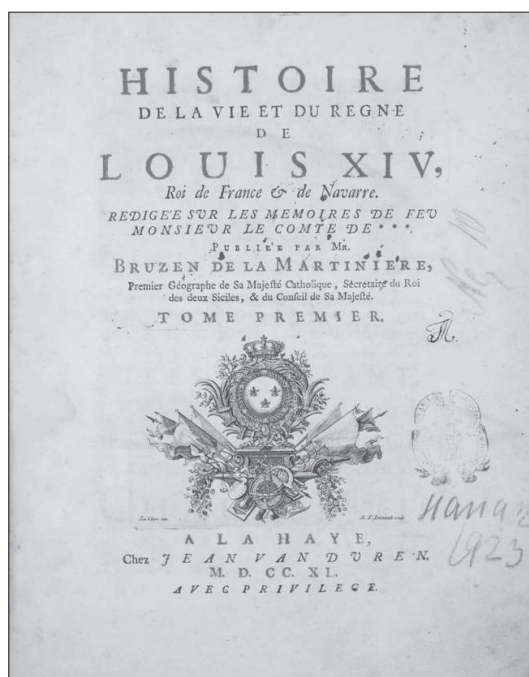 HISTOIRE
DE LA VIE ET DU REGNE
DE
LOUIS XIV,
Roi de France & de Navarre.
REDIGE'E SVR LES MEMOIRES DE FEU
MONSIEVR LE COMTE DE * * *.
PUBLIE'E PAR MR.
BRUZEN DE LA MARTINIERE,
Premier Géographe de Sa Majesté Catholique, Sécretaire du Roi
des deux Siciles, & du Conseil de Sa Majesté.
TOME PREMIER.
A LA HAYE,
Chez JEAN VAN DUREN.
M. D. CC. XL.
AVEC PRIVILEGE.
1923